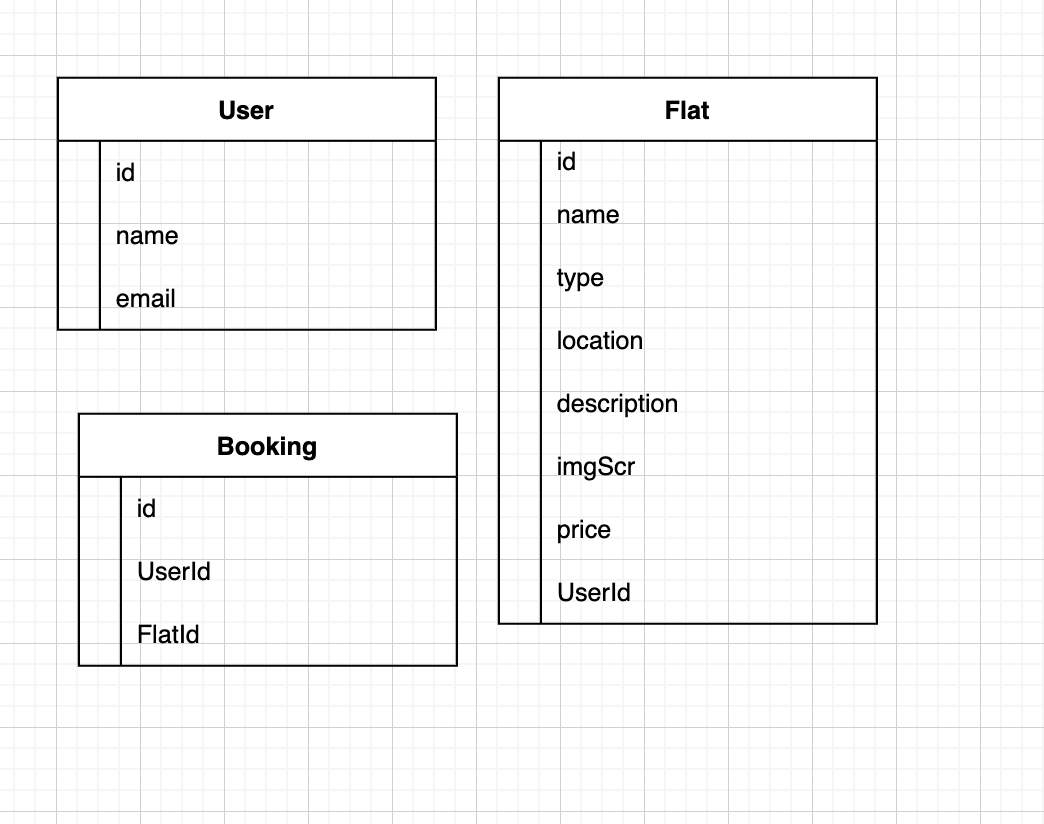 User
id
name
email
Flat
id
name
type
location
description
imgScr
price
UserId
Booking
id
UserId
FlatId